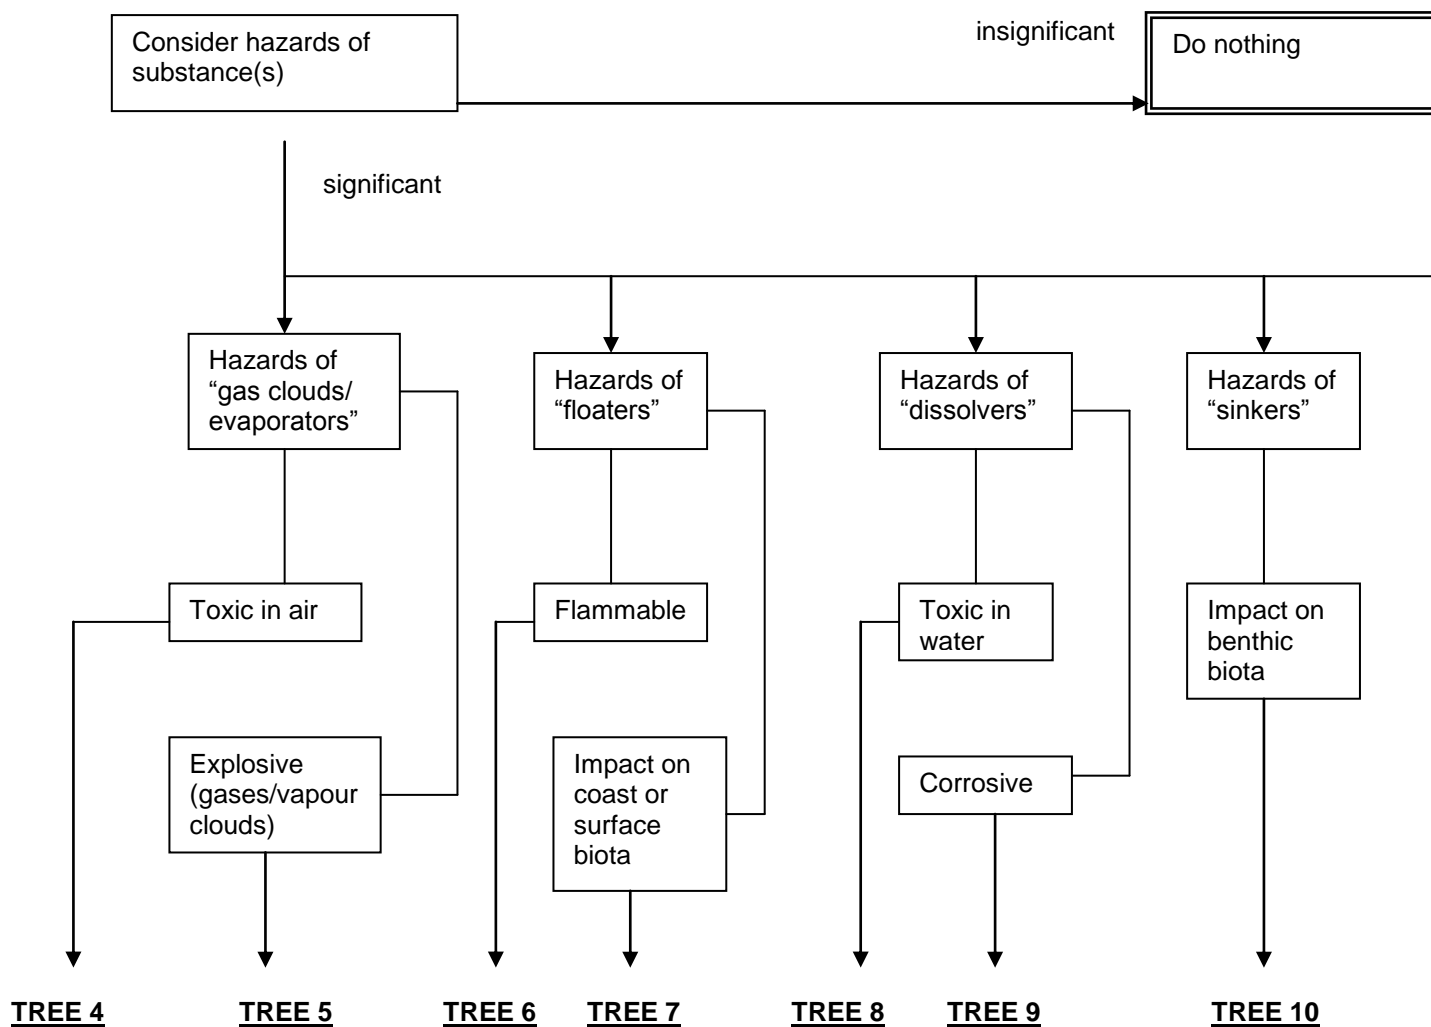 Consider hazards of
substance(s)
insignificant
Do nothing
significant
Hazards of
“gas clouds/
evaporators”
Hazards of
“floaters”
Hazards of
“dissolvers”
Hazards of
“sinkers”
Toxic in air
Flammable
Toxic in
water
Impact on
benthic
biota
Explosive
(gases/vapour
clouds)
Impact on
coast or
surface
biota
Corrosive
TREE 4
TREE 5
TREE 6
TREE 7
TREE 8
TREE 9
TREE 10